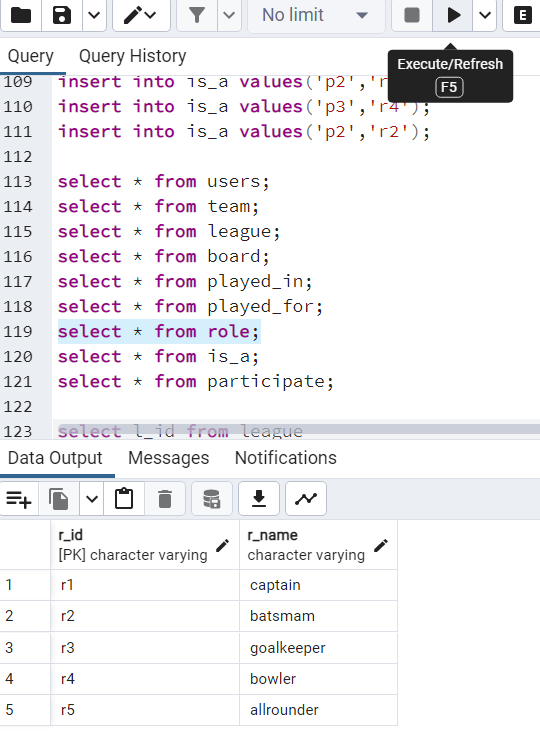 No limit
E
Query Query History
Execute/Refresh
F5
109 insert into is_a values('p2','r
110 insert into is_a values('p3','r4');
111 insert into is_a values('p2','r2');
112
113 select * from users;
114 select * from team;
115 select * from league;
116 select * from board;
117 select * from played_in;
118 select * from played_for;
119 select * from role;
120 select * from is_a;
121 select * from participate;
122
123 select l_id from league
Data Output Messages Notifications
r_id r_name
[PK] character varying character varying
1 r1 captain
2 r2 batsmam
3 r3 goalkeeper
4 r4 bowler
5 r5 allrounder